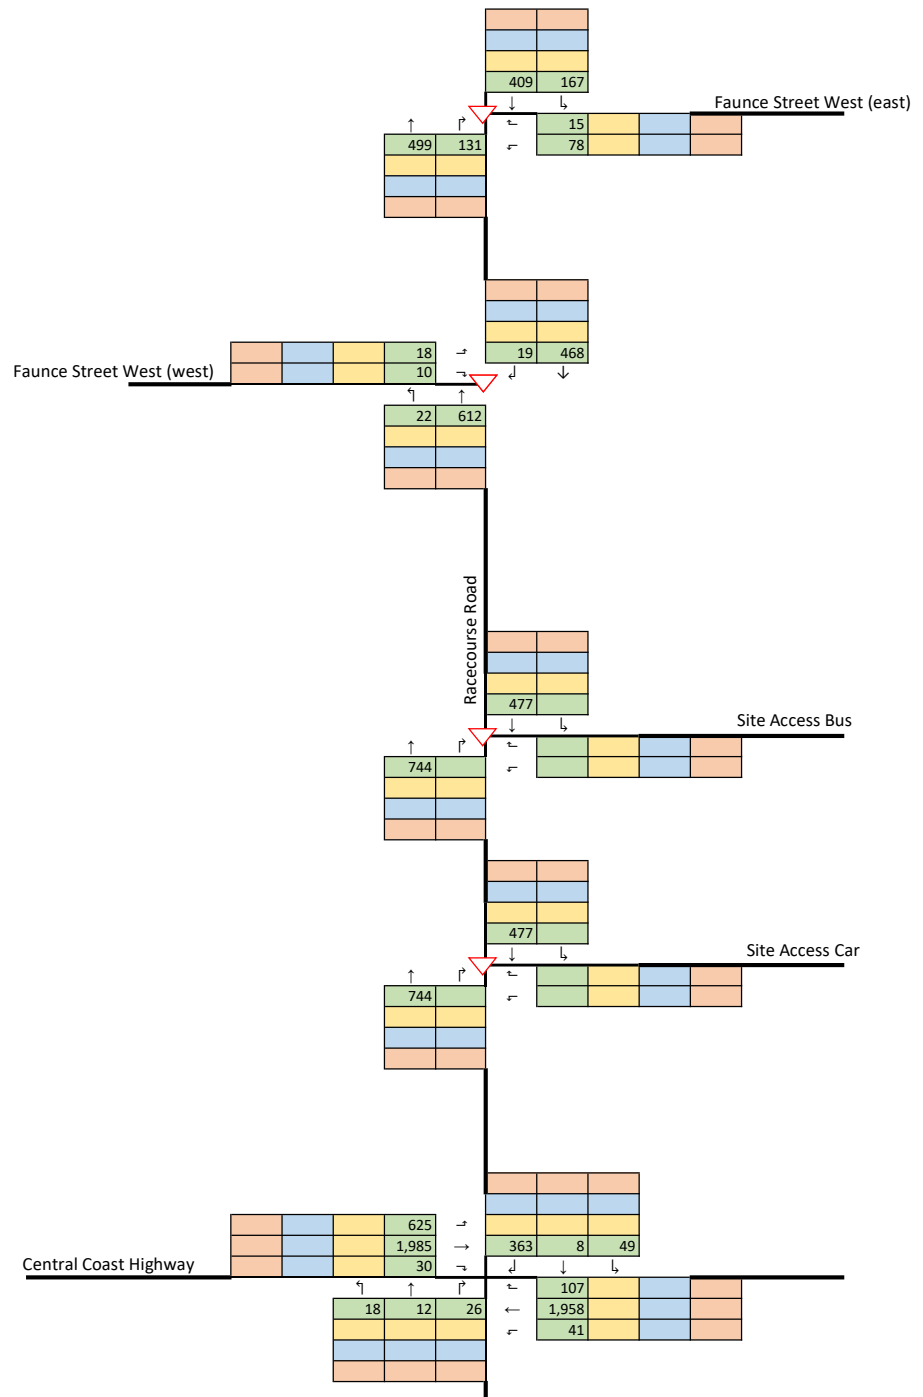 409 167
↓ ↳
Faunce Street West (east)
↑ ↱
⬑ 15
499 131
↽ 78
18
19 468
Faunce Street West (west)
10
↲ ↓
↰ ↑
22 612
Racecourse Road
477
↓ ↳
Site Access Bus
↑ ↱
744
477
↓ ↳
Site Access Car
↑ ↱
744
625
1,985 →
363 8 49
Central Coast Highway
30
↲ ↓ ↳
↰ ↑ ↱
107
18 12 26
← 1,958
41